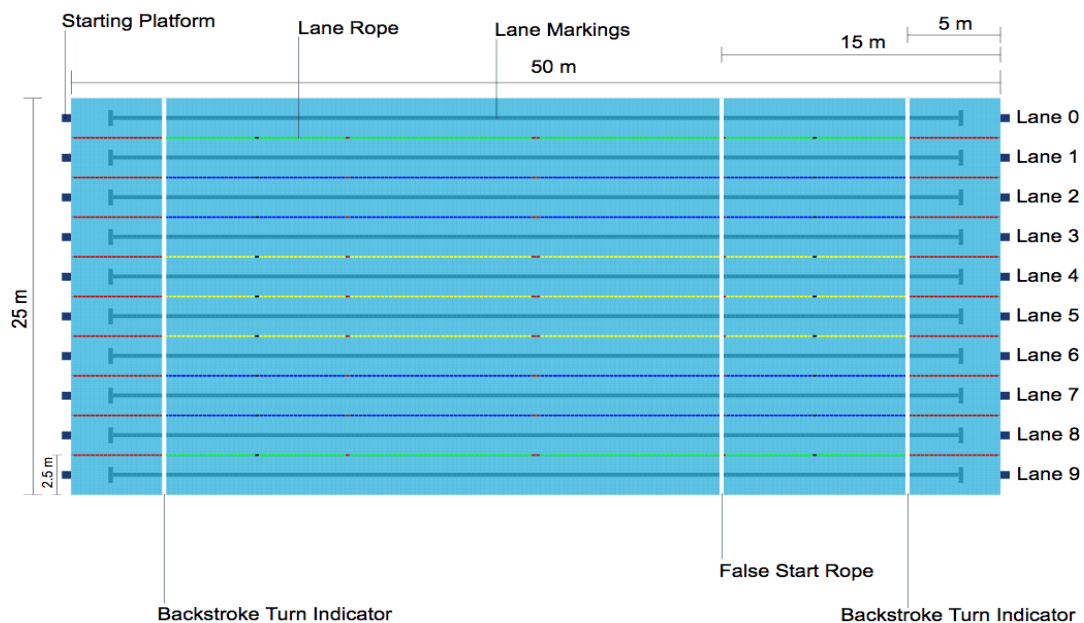 Starting Platform
Lane Rope
Lane Markings
5 m
15 m
50 m
Lane 0
Lane 1
Lane 2
Lane 3
Lane 4
Lane 5
Lane 6
Lane 7
Lane 8
Lane 9
25 m
2.5 m
False Start Rope
Backstroke Turn Indicator
Backstroke Turn Indicator